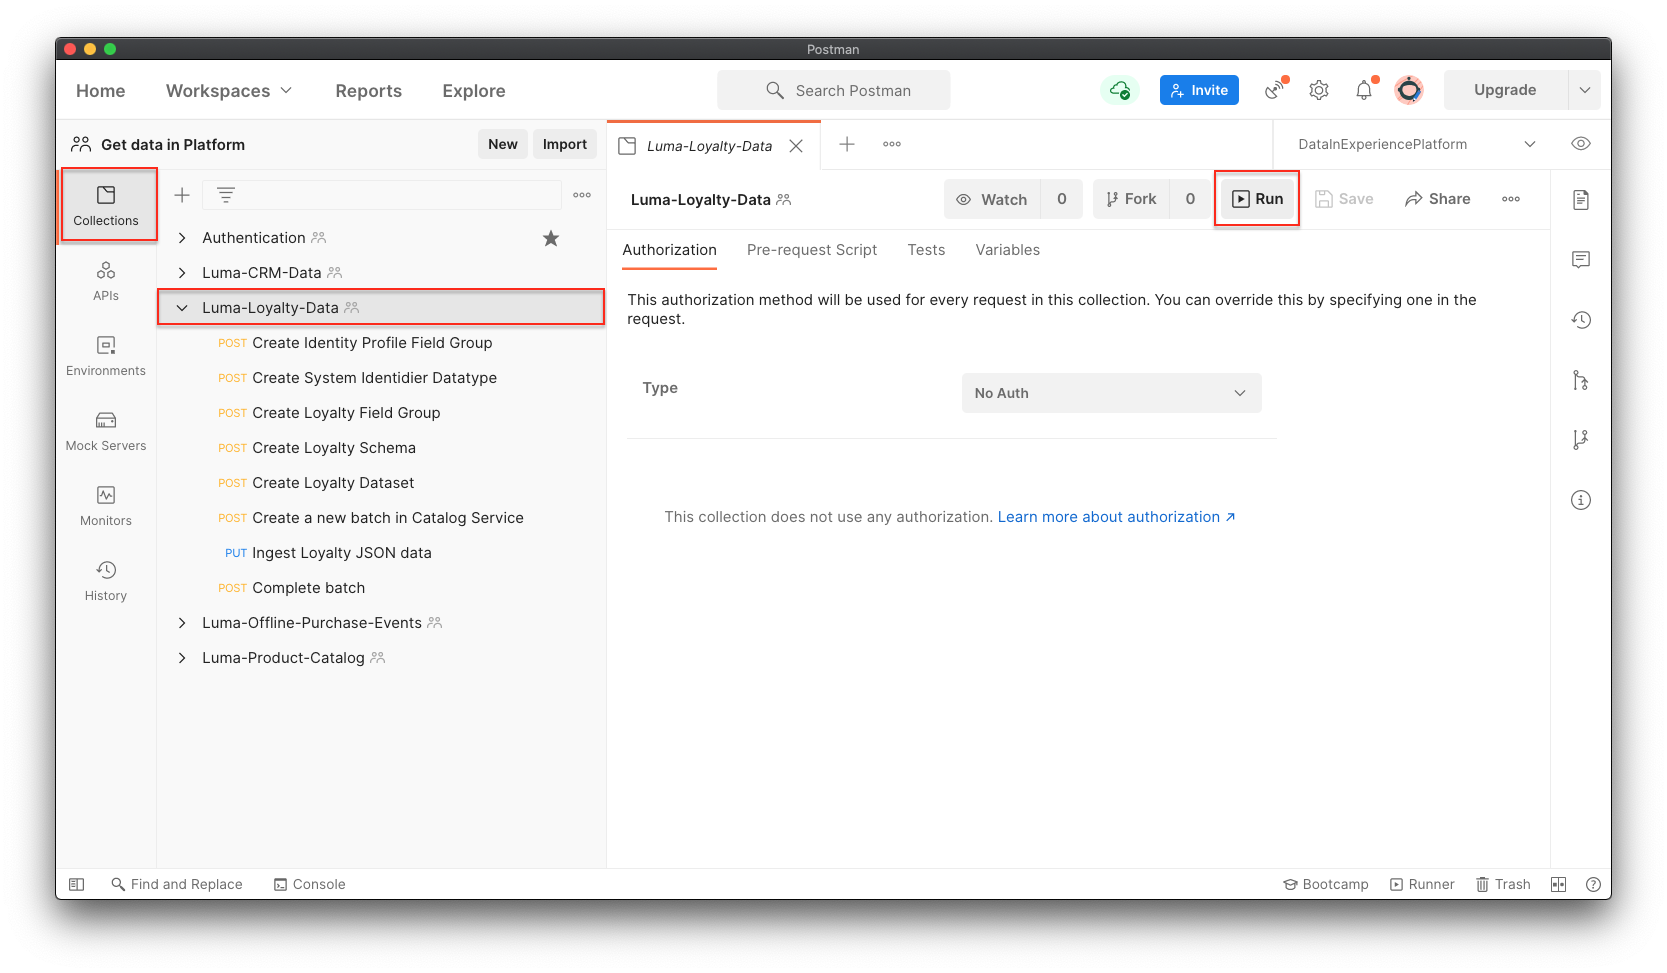 Postman
Home Workspaces Reports Explore Search Postman Invite Upgrade
Get data in Platform New Import Luma-Loyalty-Data DataInExperiencePlatform
Collections
APIs
Environments
Mock Servers
Monitors
History
Authentication
Luma-CRM-Data
Luma-Loyalty-Data
POST Create Identity Profile Field Group
POST Create System Identidier Datatype
POST Create Loyalty Field Group
POST Create Loyalty Schema
POST Create Loyalty Dataset
POST Create a new batch in Catalog Service
PUT Ingest Loyalty JSON data
POST Complete batch
Luma-Offline-Purchase-Events
Luma-Product-Catalog
Luma-Loyalty-Data Watch 0 Fork 0 Run Save Share
Authorization Pre-request Script Tests Variables
This authorization method will be used for every request in this collection. You can override this by specifying one in the
request.
Type No Auth
This collection does not use any authorization. Learn more about authorization ↗
Find and Replace Console Bootcamp Runner Trash